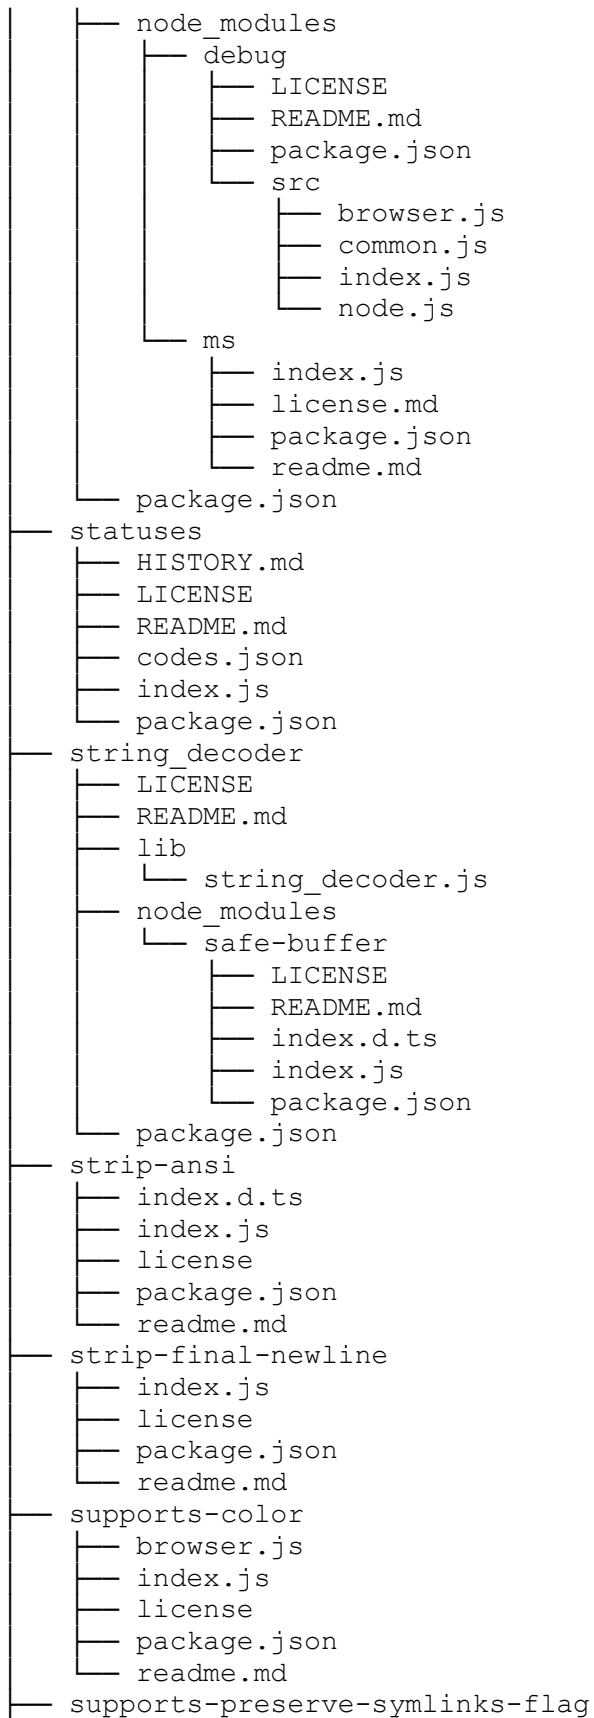 │   ├── node_modules
│   │   ├── debug
│   │   │   ├── LICENSE
│   │   │   ├── README.md
│   │   │   ├── package.json
│   │   │   └── src
│   │   │       ├── browser.js
│   │   │       ├── common.js
│   │   │       ├── index.js
│   │   │       └── node.js
│   │   └── ms
│   │       ├── index.js
│   │       ├── license.md
│   │       ├── package.json
│   │       └── readme.md
│   └── package.json
├── statuses
│   ├── HISTORY.md
│   ├── LICENSE
│   ├── README.md
│   ├── codes.json
│   ├── index.js
│   └── package.json
├── string_decoder
│   ├── LICENSE
│   ├── README.md
│   ├── lib
│   │   └── string_decoder.js
│   ├── node_modules
│   │   └── safe-buffer
│   │       ├── LICENSE
│   │       ├── README.md
│   │       ├── index.d.ts
│   │       ├── index.js
│   │       └── package.json
│   └── package.json
├── strip-ansi
│   ├── index.d.ts
│   ├── index.js
│   ├── license
│   ├── package.json
│   └── readme.md
├── strip-final-newline
│   ├── index.js
│   ├── license
│   ├── package.json
│   └── readme.md
├── supports-color
│   ├── browser.js
│   ├── index.js
│   ├── license
│   ├── package.json
│   └── readme.md
├── supports-preserve-symlinks-flag